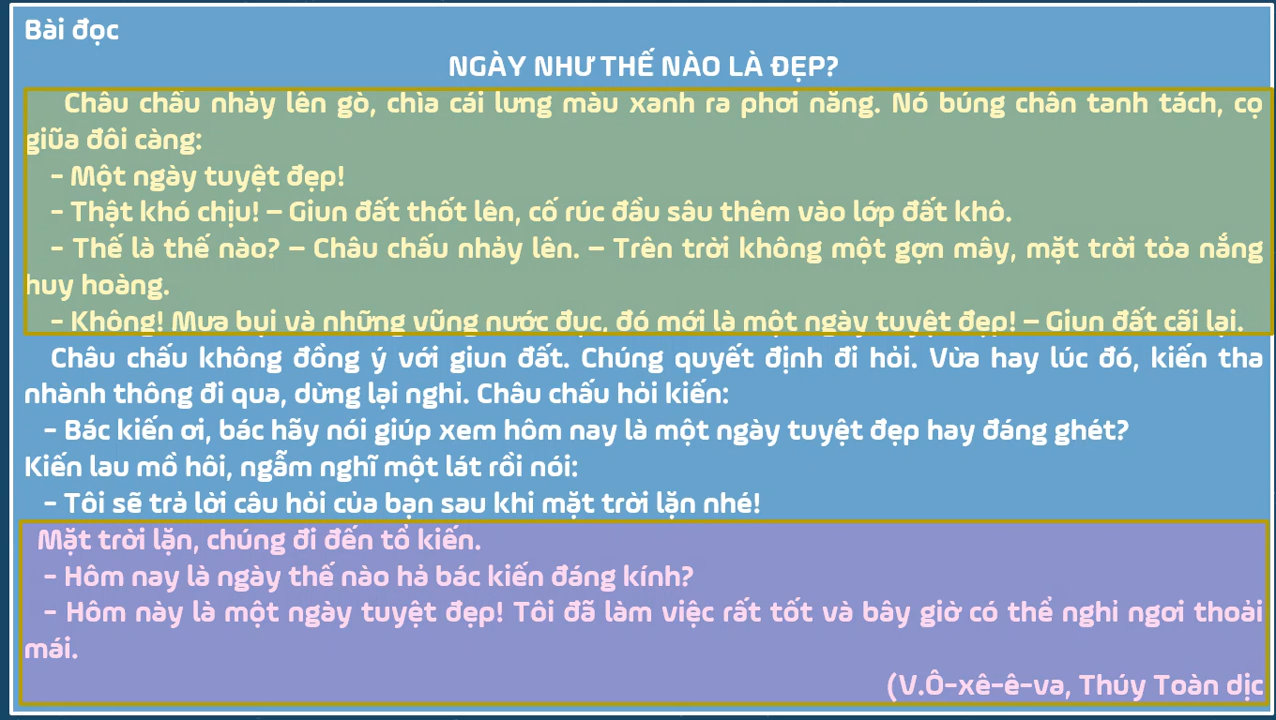 Bài đọc
NGÀY NHƯ THẾ NÀO LÀ ĐẸP?
Châu chấu nhảy lên gò, chìa cái lưng màu xanh ra phơi nắng. Nó búng chân tanh tách, cọ
giũa đôi càng:
– Một ngày tuyệt đẹp!
– Thật khó chịu! – Giun đất thốt lên, cố rúc đầu sâu thêm vào lớp đất khô.
– Thế là thế nào? – Châu chấu nhảy lên. – Trên trời không một gợn mây, mặt trời tỏa nắng
huy hoàng.
– Không! Mưa bụi và những vũng nước đục, đó mới là một ngày tuyệt đẹp! – Giun đất cãi lại.
Châu chấu không đồng ý với giun đất. Chúng quyết định đi hỏi. Vừa hay lúc đó, kiến tha
nhành thông đi qua, dừng lại nghỉ. Châu chấu hỏi kiến:
– Bác kiến ơi, bác hãy nói giúp xem hôm nay là một ngày tuyệt đẹp hay đáng ghét?
Kiến lau mồ hôi, ngẫm nghĩ một lát rồi nói:
– Tôi sẽ trả lời câu hỏi của bạn sau khi mặt trời lặn nhé!
Mặt trời lặn, chúng đi đến tổ kiến.
– Hôm nay là ngày thế nào hả bác kiến đáng kính?
– Hôm này là một ngày tuyệt đẹp! Tôi đã làm việc rất tốt và bây giờ có thể nghỉ ngơi thoải
mái.
(V.Ô-xê-ê-va, Thúy Toàn dịc